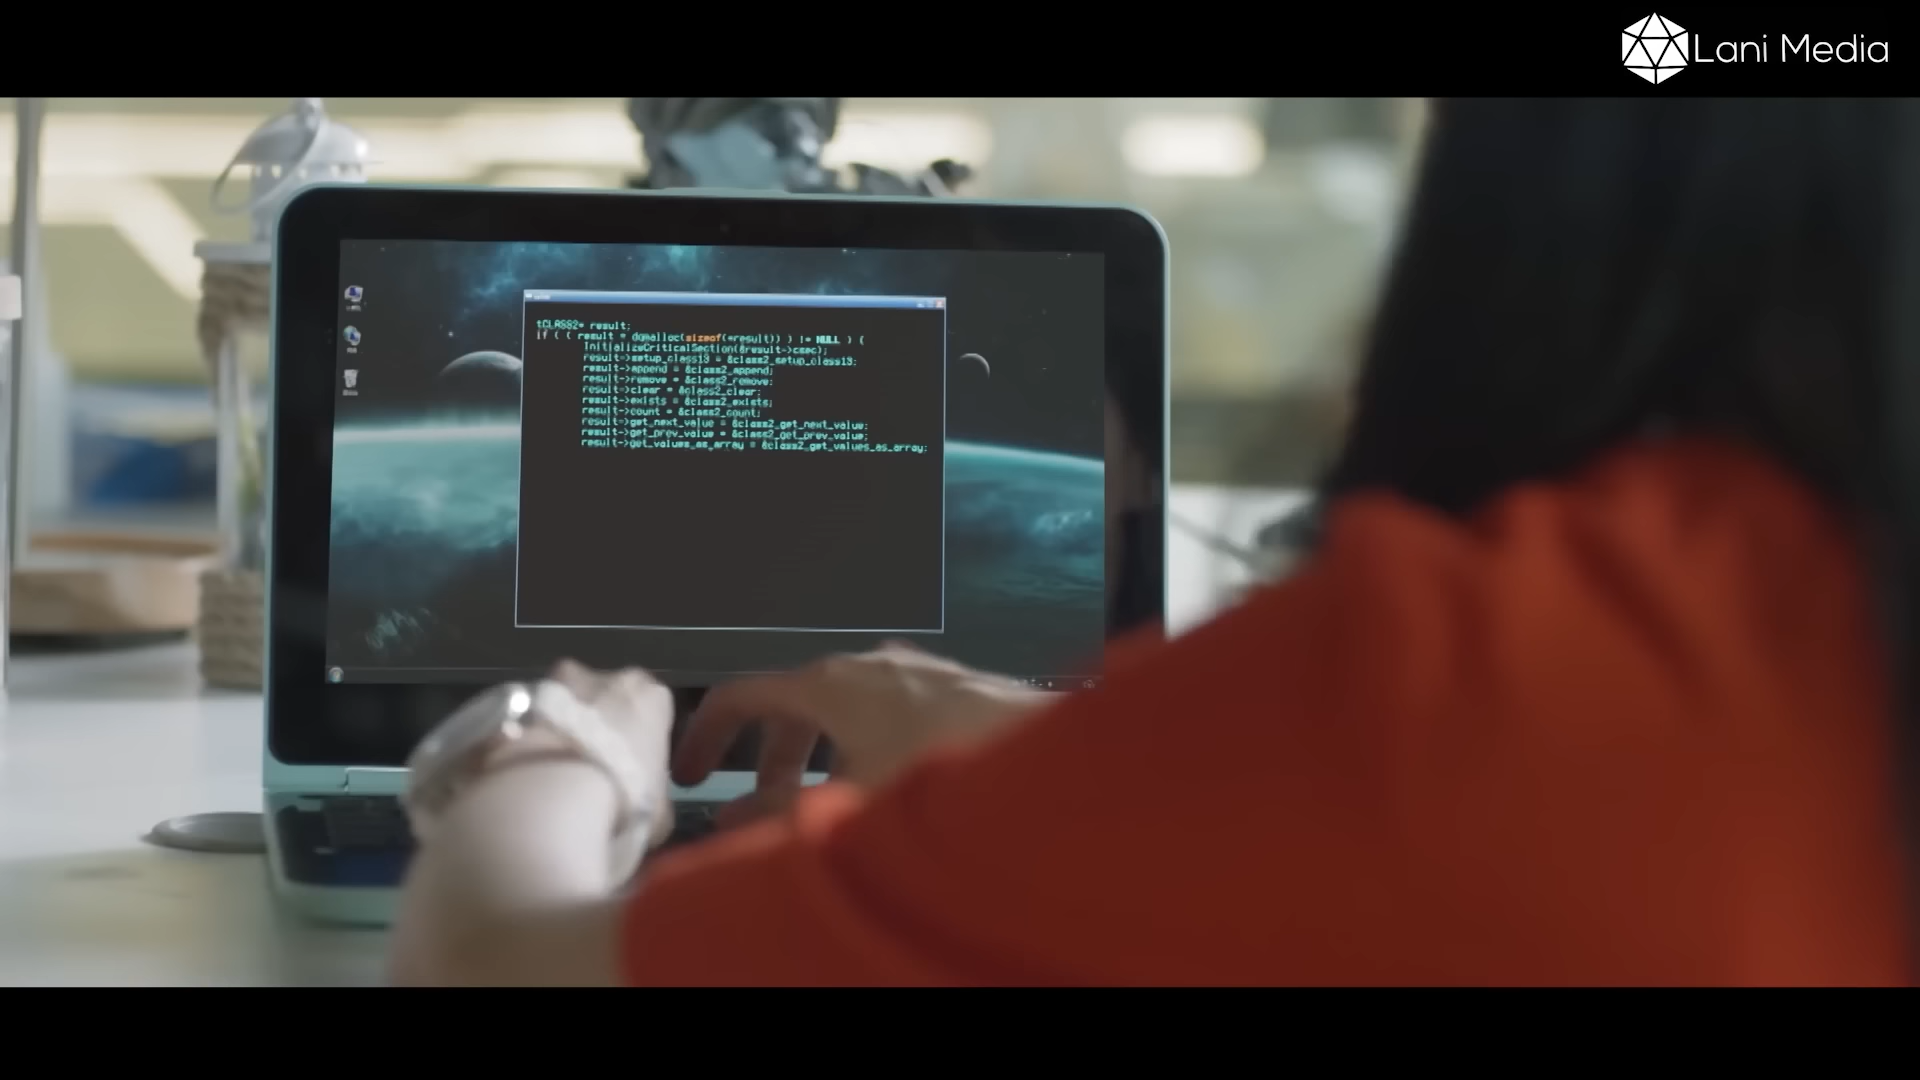 Lani Media
tCLASS2* result;
if ( ( result = dqmalloc(sizeof(*result)) ) != NULL ) {
InitializeCriticalSection(&result->csec);
result->setup_class13 = &class2_setup_class13;
result->append = &class2_append;
result->remove = &class2_remove;
result->clear = &class2_clear;
result->exists = &class2_exists;
result->count = &class2_count;
result->get_next_value = &class2_get_next_value;
result->get_prev_value = &class2_get_prev_value;
result->get_values_as_array = &class2_get_values_as_array;